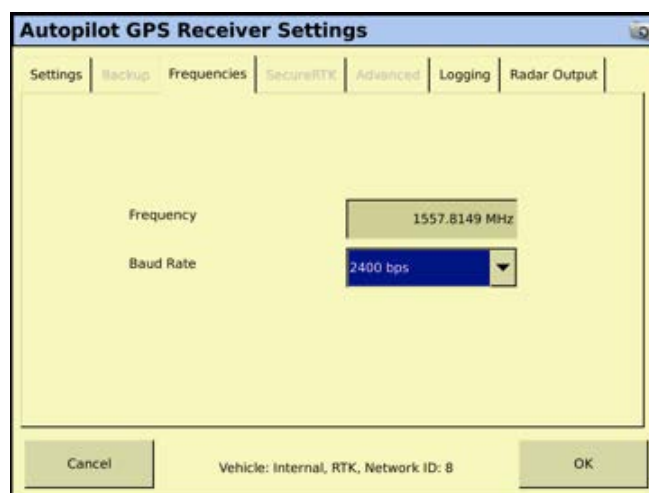 Autopilot GPS Receiver Settings
Settings Backup Frequencies SecureRTK Advanced Logging Radar Output
Frequency 1557.8149 MHz
Baud Rate 2400 bps
Cancel Vehicle: Internal, RTK, Network ID: 8 OK